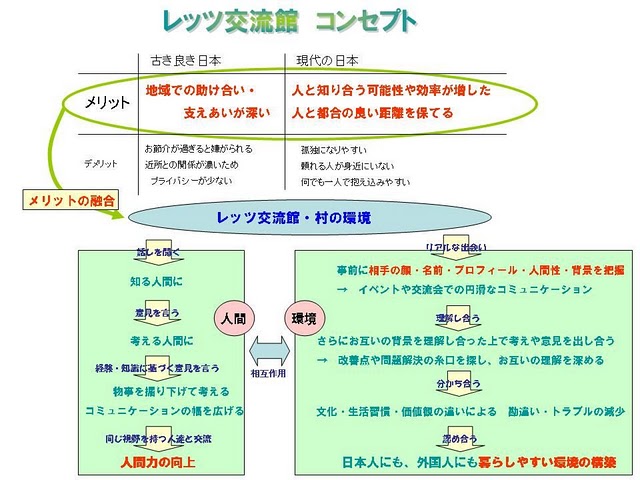 レッツ交流館 コンセプト
古き良き日本
現代の日本
メリット
地域での助け合い・
支えあいが深い
人と知り合う可能性や効率が増した
人と都合の良い距離を保てる
デメリット
お節介が過ぎると嫌がられる
近所との関係が濃いため
プライバシーが少ない
孤独になりやすい
頼れる人が身近にいない
何でも一人で抱え込みやすい
メリットの融合
レッツ交流館・村の環境
話しを聞く
知る人間に
意見を言う
考える人間に
経験・知識に基づく意見を言う
物事を掘り下げて考える
コミュニケーションの幅を広げる
同じ視野を持つ人達と交流
人間力の向上
人間
環境
相互作用
リアルな出会い
事前に相手の顔・名前・プロフィール・人間性・背景を把握
→ イベントや交流会での円滑なコミュニケーション
理解し合う
さらにお互いの背景を理解し合った上で考えや意見を出し合う
→ 改善点や問題解決の糸口を探し、お互いの理解を深める
分かち合う
文化・生活習慣・価値観の違いによる 勘違い・トラブルの減少
認め合う
日本人にも、外国人にも暮らしやすい環境の構築